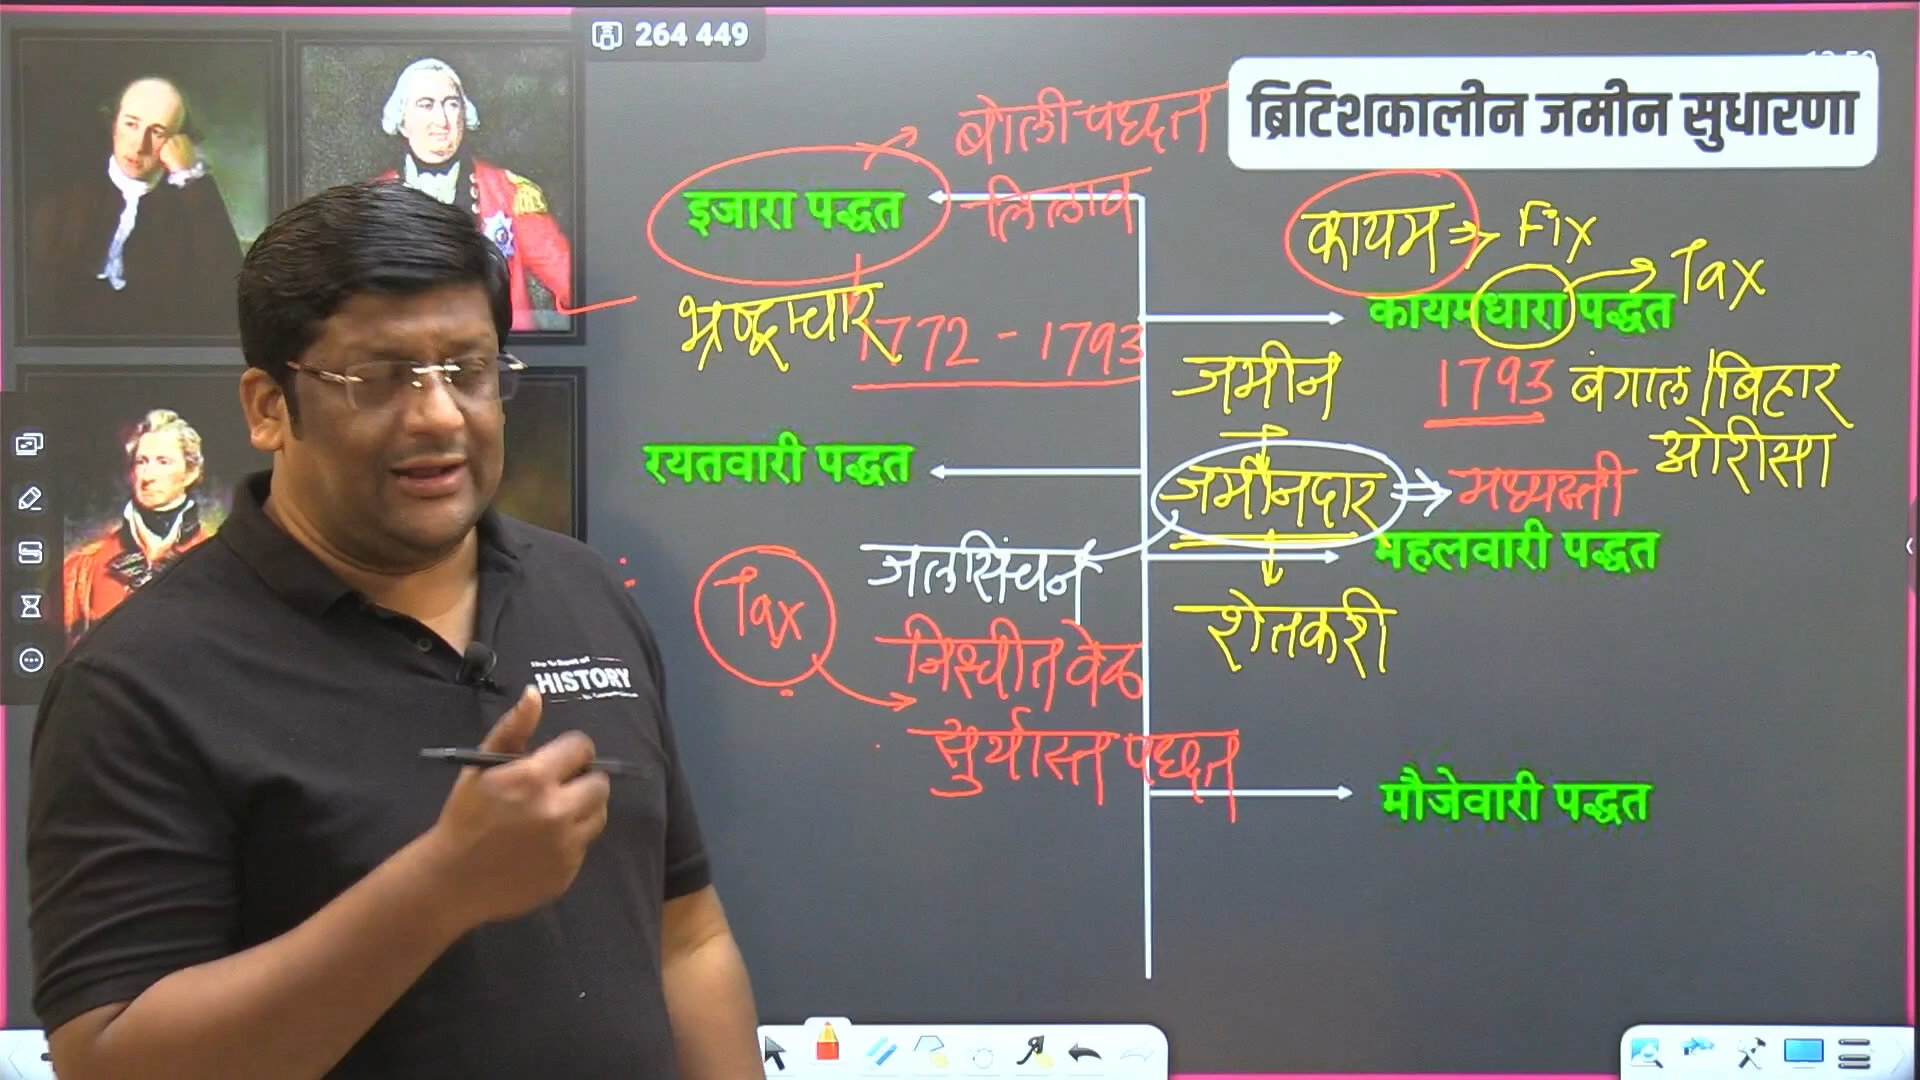 264 449
ब्रिटिशकालीन जमीन सुधारणा
बोली पध्दत
लिलाव
इजारा पद्धत
कायम ⇒ Fix
Tax
कायमधारा पद्धत
भ्रष्ट्राचार
1772 - 1793
जमीन
1793 बंगाल / बिहार
ओरीसा
रयतवारी पद्धत
जमीनदार ⇒ मध्यस्ती
महलवारी पद्धत
जलसिंचन
Tax
शेतकरी
निश्चीत वेळ
सुर्यास्त पध्दत
मौजेवारी पद्धत
HISTORY